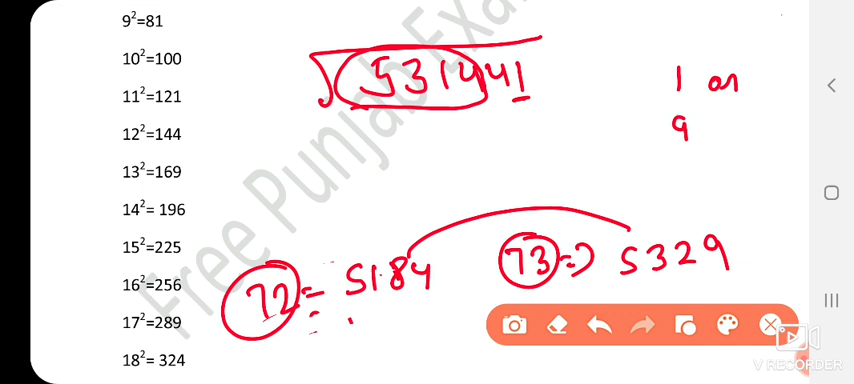 9²=81
10²=100
11²=121
12²=144
13²=169
14²= 196
15²=225
16²=256
17²=289
18²= 324
√531441
1 or
9
72 = 5184
73 => 5329
Free Punjab Exa
V RECORDER